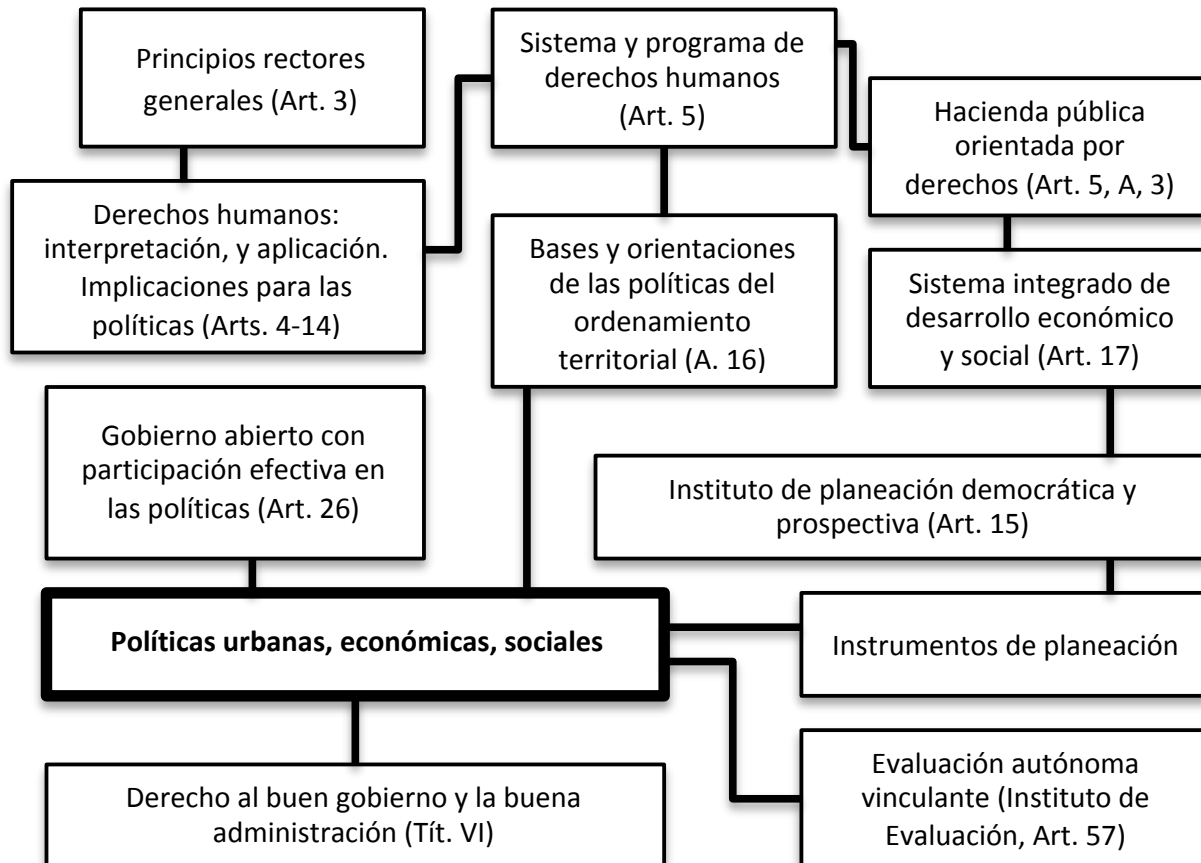 Principios rectores
generales (Art. 3)
Sistema y programa de
derechos humanos
(Art. 5)
Hacienda pública
orientada por
derechos (Art. 5, A, 3)
Derechos humanos:
interpretación, y aplicación.
Implicaciones para las
políticas (Arts. 4-14)
Bases y orientaciones
de las políticas del
ordenamiento
territorial (A. 16)
Sistema integrado de
desarrollo económico
y social (Art. 17)
Gobierno abierto con
participación efectiva en
las políticas (Art. 26)
Instituto de planeación democrática y
prospectiva (Art. 15)
Políticas urbanas, económicas, sociales
Instrumentos de planeación
Derecho al buen gobierno y la buena
administración (Tít. VI)
Evaluación autónoma
vinculante (Instituto de
Evaluación, Art. 57)